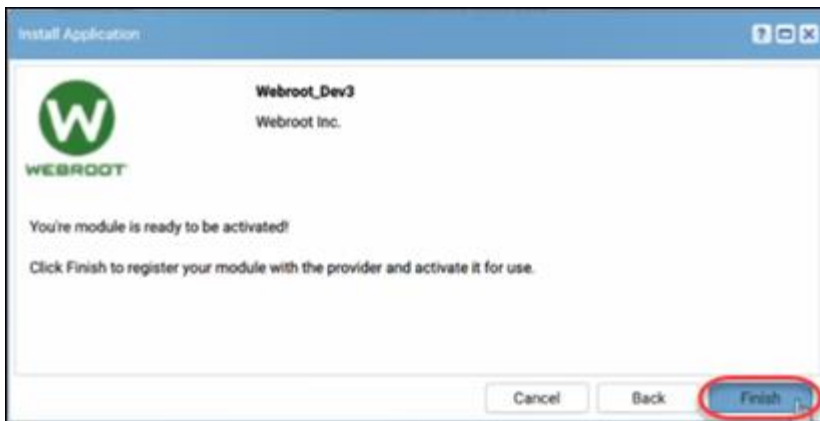 Install Application
?
W
WEBROOT
Webroot_Dev3
Webroot Inc.
You're module is ready to be activated!
Click Finish to register your module with the provider and activate it for use.
Cancel Back Finish